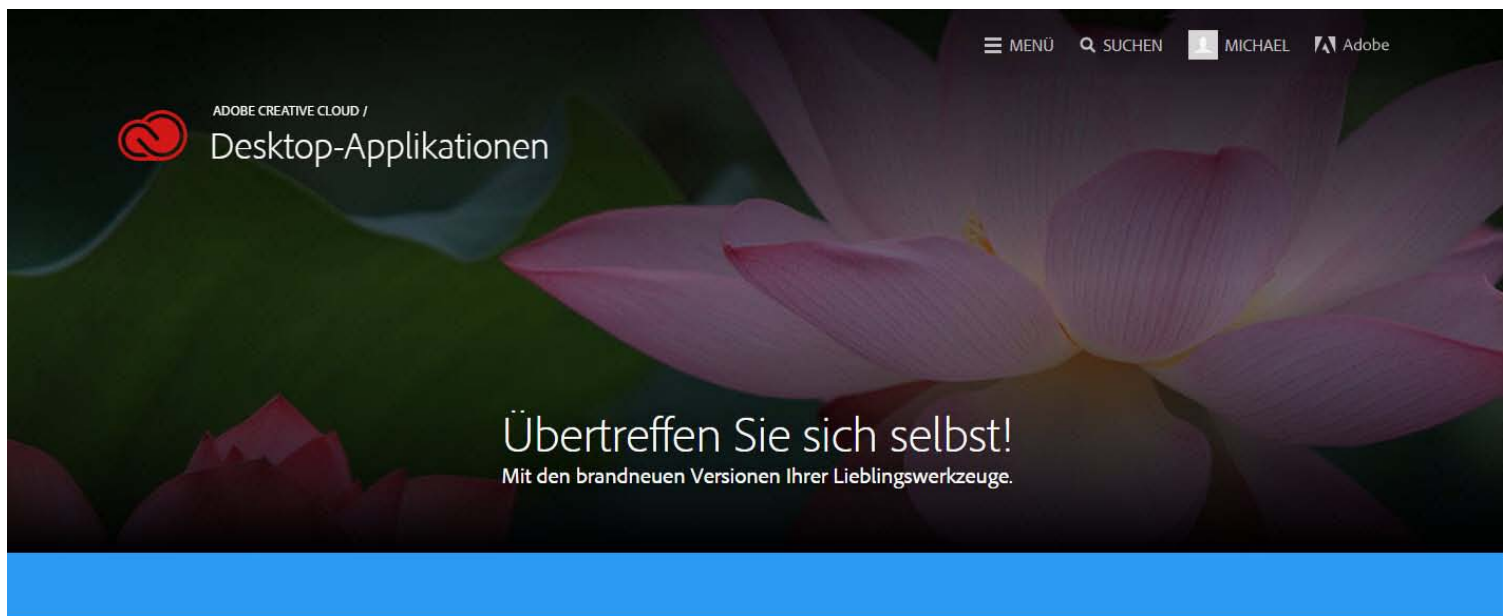 MENÜ SUCHEN MICHAEL Adobe
ADOBE CREATIVE CLOUD /
Desktop-Applikationen
Übertreffen Sie sich selbst!
Mit den brandneuen Versionen Ihrer Lieblingswerkzeuge.